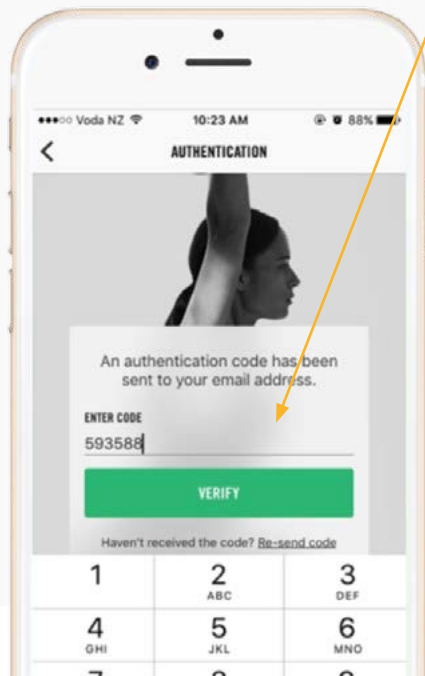 Voda NZ 10:23 AM 88%
AUTHENTICATION
An authentication code has been
sent to your email address.
ENTER CODE
593588
VERIFY
Haven't received the code? Re-send code
1 2 3
ABC DEF
4 5 6
GHI JKL MNO